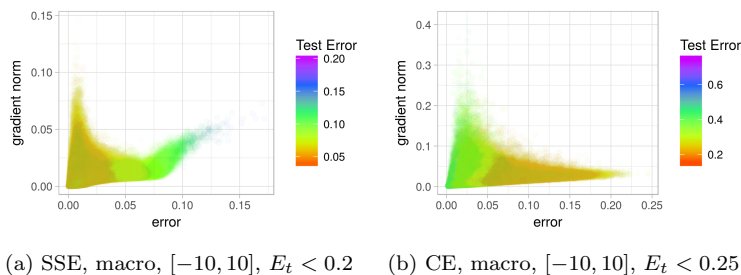 0.15
0.10
0.05
0.00
gradient norm
0.00 0.05 0.10 0.15
error
Test Error
0.20
0.15
0.10
0.05
0.4
0.3
0.2
0.1
0.0
gradient norm
0.00 0.05 0.10 0.15 0.20 0.25
error
Test Error
0.6
0.4
0.2
(a) SSE, macro, [−10, 10], E_t < 0.2
(b) CE, macro, [−10, 10], E_t < 0.25